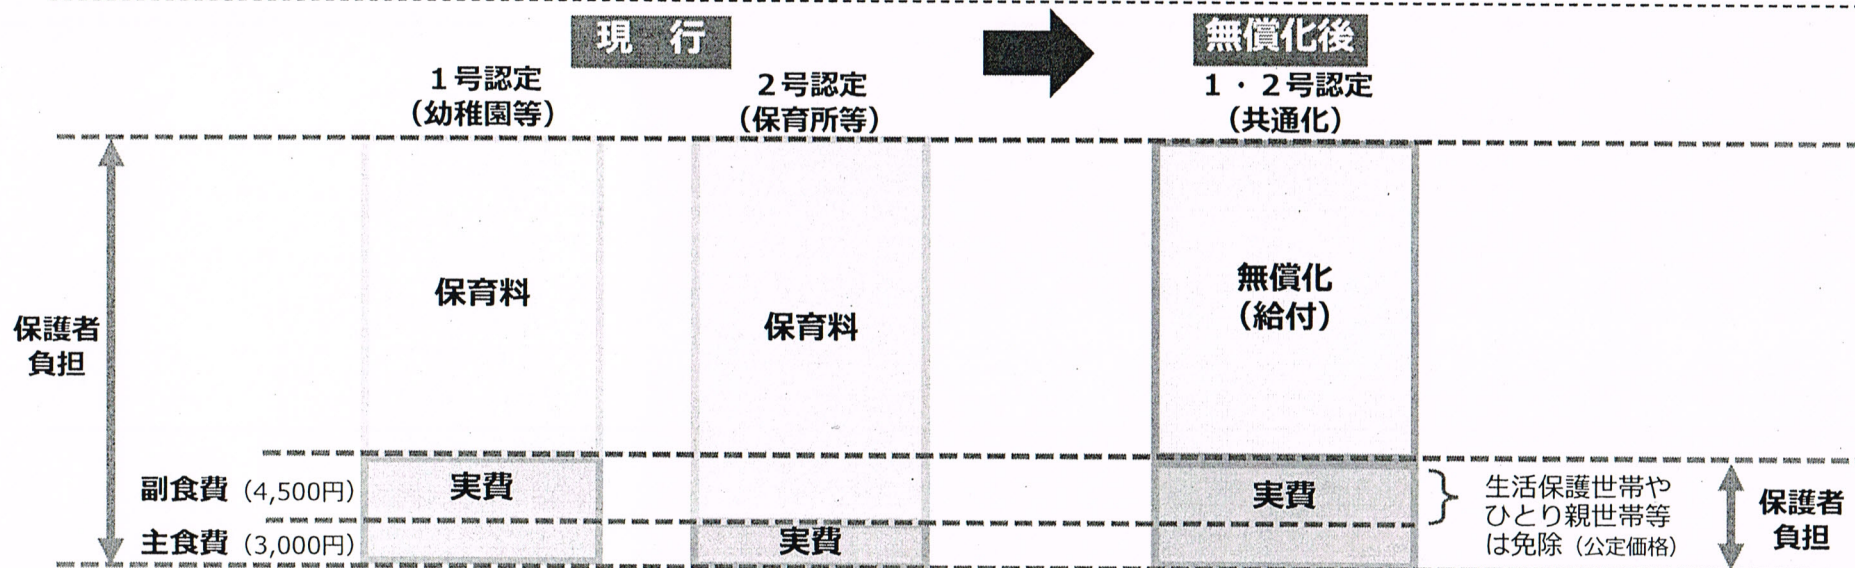 現 行
無償化後
1号認定
(幼稚園等)
2号認定
(保育所等)
1・2号認定
(共通化)
保護者
負担
保育料
保育料
無償化
(給付)
副食費(4,500円)
実費
実費
生活保護世帯や
ひとり親世帯等
は免除(公定価格)
保護者
負担
主食費(3,000円)
実費